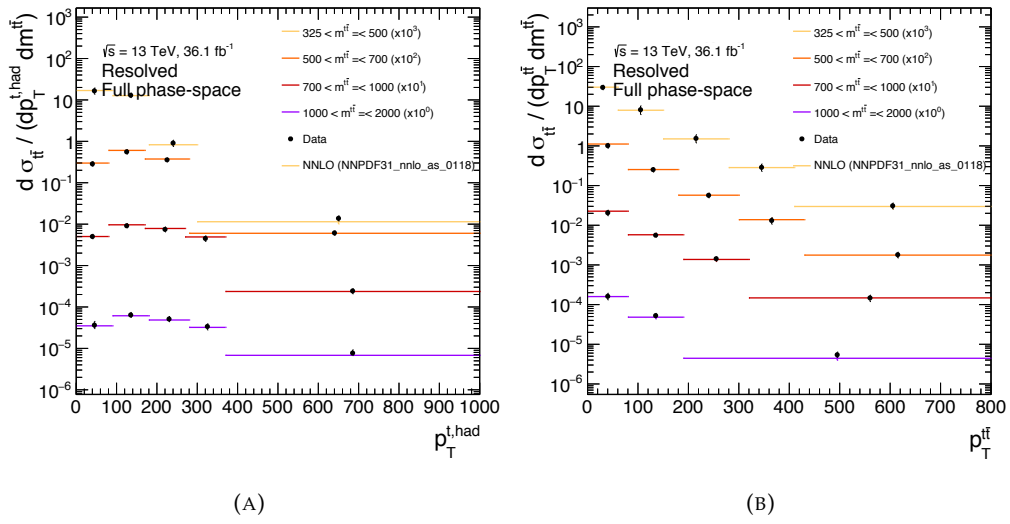 d σ_tt̄ / (dp_T^{t,had} dm^{tt̄})
10³
10²
10
1
10⁻¹
10⁻²
10⁻³
10⁻⁴
10⁻⁵
10⁻⁶
√s = 13 TeV, 36.1 fb⁻¹
Resolved
Full phase-space
325 < m^{tt̄} =< 500 (x10³)
500 < m^{tt̄} =< 700 (x10²)
700 < m^{tt̄} =< 1000 (x10¹)
1000 < m^{tt̄} =< 2000 (x10⁰)
Data
NNLO (NNPDF31_nnlo_as_0118)
0 100 200 300 400 500 600 700 800 900 1000
p_T^{t,had}
(A)
d σ_tt̄ / (dp_T^{tt̄} dm^{tt̄})
10³
10²
10
1
10⁻¹
10⁻²
10⁻³
10⁻⁴
10⁻⁵
10⁻⁶
√s = 13 TeV, 36.1 fb⁻¹
Resolved
Full phase-space
325 < m^{tt̄} =< 500 (x10³)
500 < m^{tt̄} =< 700 (x10²)
700 < m^{tt̄} =< 1000 (x10¹)
1000 < m^{tt̄} =< 2000 (x10⁰)
Data
NNLO (NNPDF31_nnlo_as_0118)
0 100 200 300 400 500 600 700 800
p_T^{tt̄}
(B)